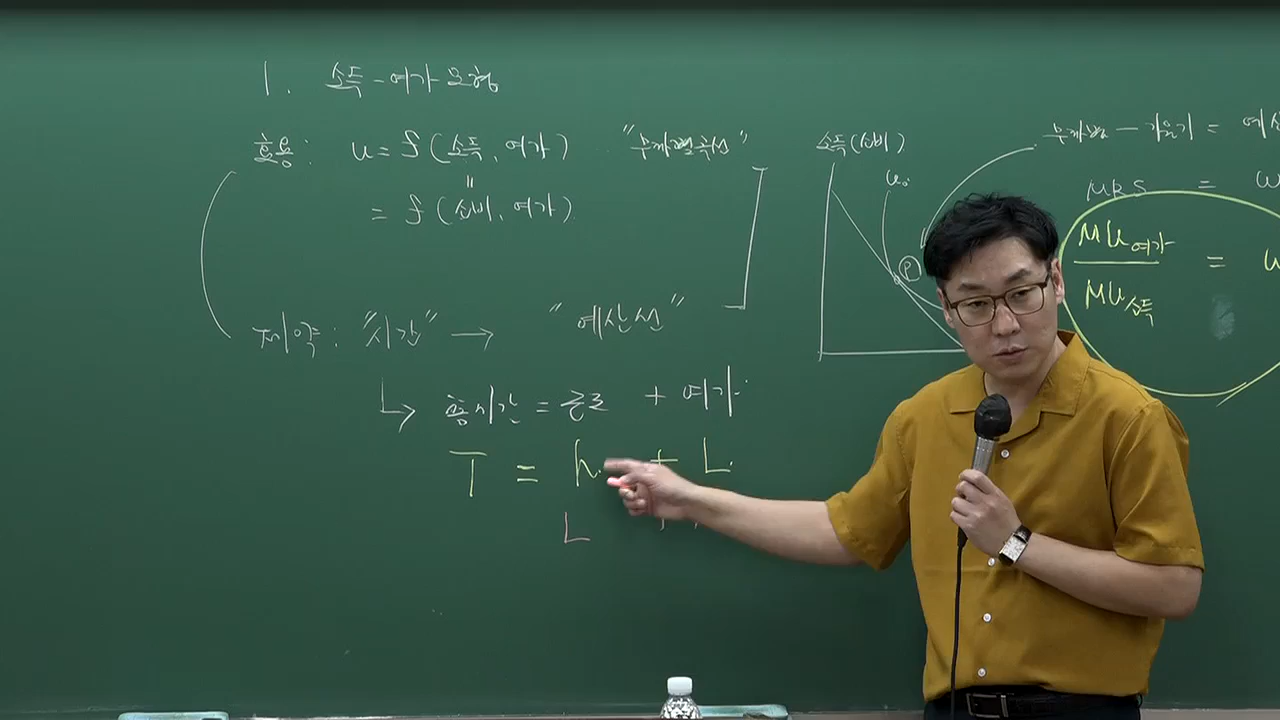 1. 소득-여가 모형
효용: u = f(소득, 여가) "무차별곡선"
"
= f(소비, 여가)
제약: "시간" → "예산선"
↳ 총시간 = 근로 + 여가
T = h + L
L +
소득(소비)
u₀
P
무차별 - 기울기 =
MRS = w
MU여가
MU소득
=